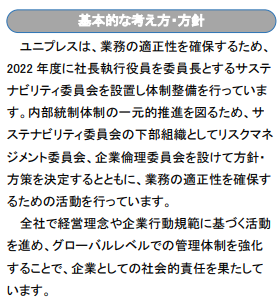 基本的な考え方・方針
ユニプレスは、業務の適正性を確保するため、
2022 年度に社長執行役員を委員長とするサステ
ナビリティ委員会を設置し体制整備を行っていま
す。内部統制体制の一元的推進を図るため、サ
ステナビリティ委員会の下部組織としてリスクマネ
ジメント委員会、企業倫理委員会を設けて方針・
方策を決定するとともに、業務の適正性を確保す
るための活動を行っています。
全社で経営理念や企業行動規範に基づく活動
を進め、グローバルレベルでの管理体制を強化
することで、企業としての社会的責任を果たして
います。